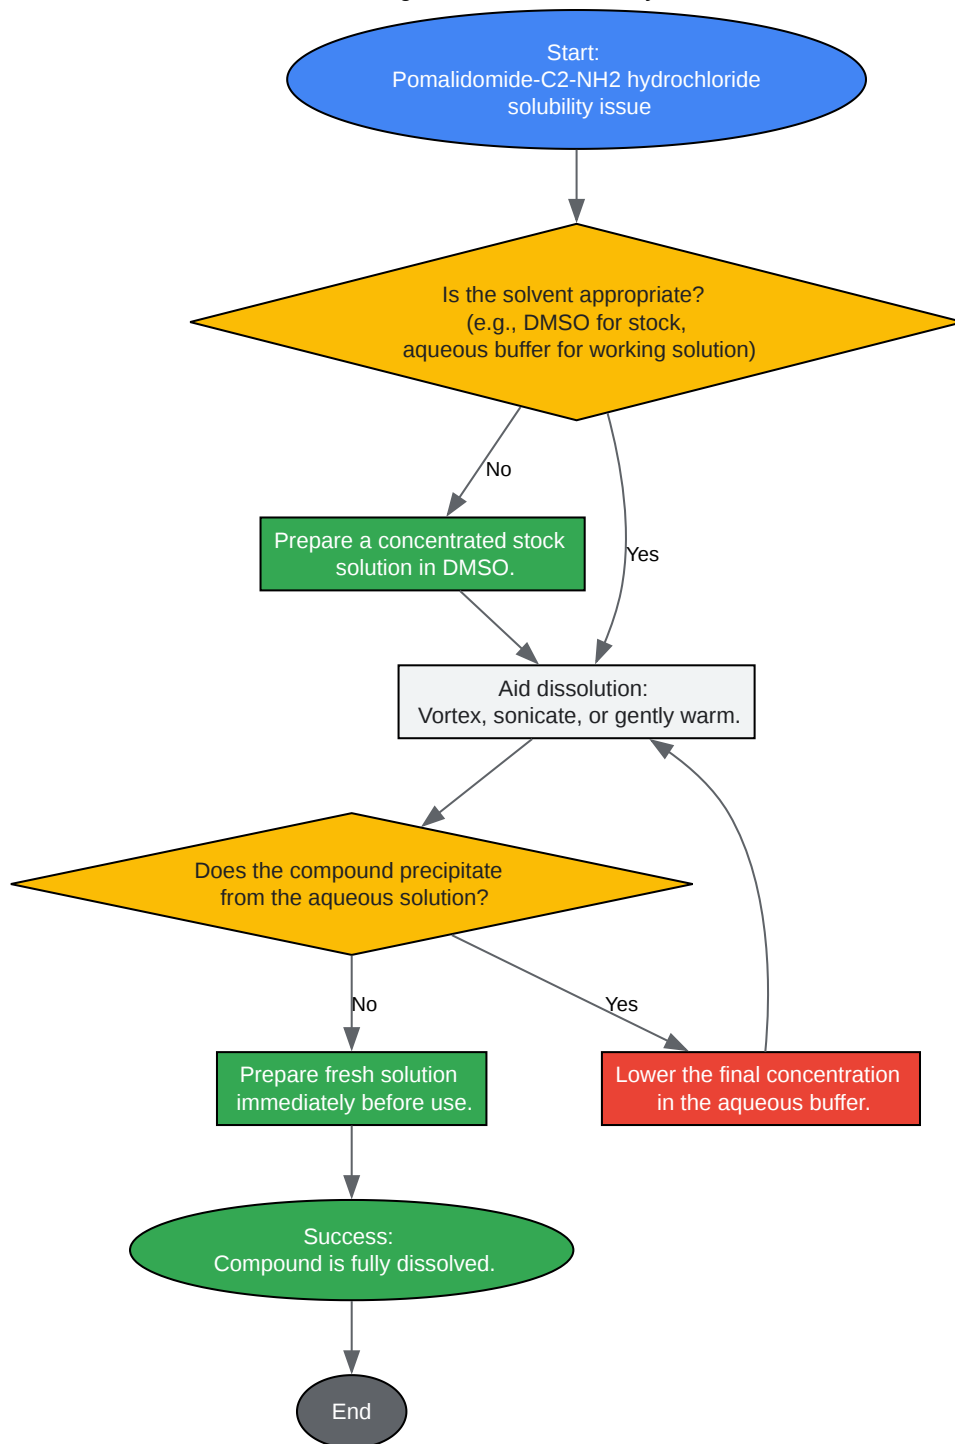 Start:
Pomalidomide-C2-NH2 hydrochloride
solubility issue
Is the solvent appropriate?
(e.g., DMSO for stock,
aqueous buffer for working solution)
No
Yes
Prepare a concentrated stock
solution in DMSO.
Aid dissolution:
Vortex, sonicate, or gently warm.
Does the compound precipitate
from the aqueous solution?
No
Yes
Prepare fresh solution
immediately before use.
Lower the final concentration
in the aqueous buffer.
Success:
Compound is fully dissolved.
End